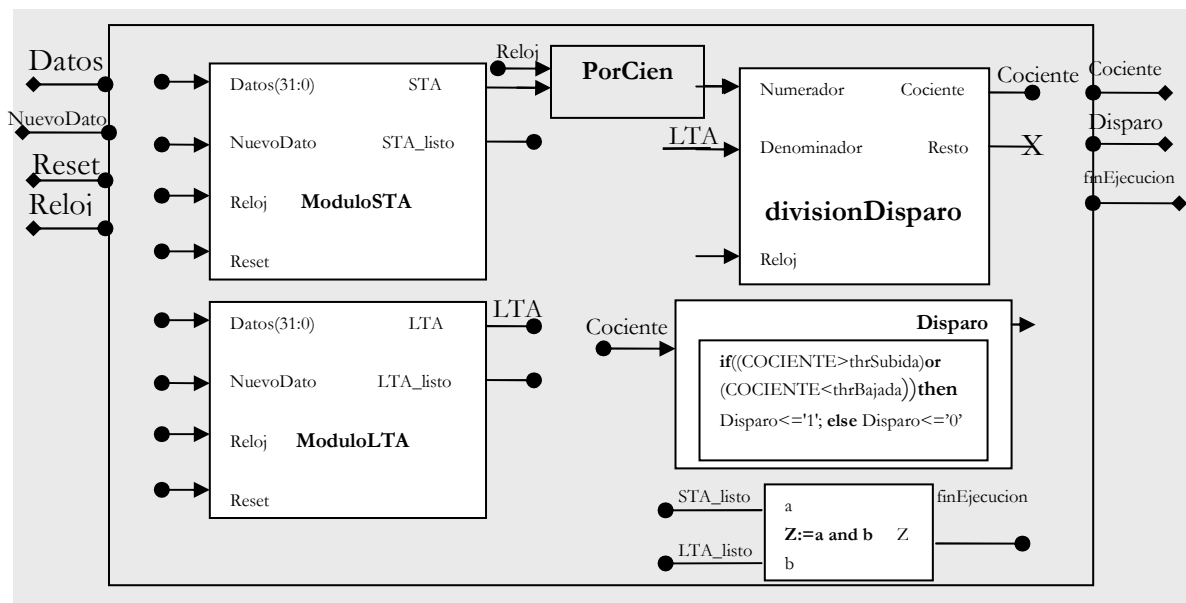 Datos
NuevoDato
Reset
Reloj
Datos(31:0) STA
NuevoDato STA_listo
Reloj ModuloSTA
Reset
Reloj
PorCien
LTA
Numerador Cociente
Denominador Resto
divisionDisparo
Reloj
Cociente
X
Cociente
Disparo
finEjecucion
Datos(31:0) LTA
NuevoDato LTA_listo
Reloj ModuloLTA
Reset
LTA
Cociente
Disparo
if((COCIENTE>thrSubida)or
(COCIENTE<thrBajada))then
Disparo<='1'; else Disparo<='0’
STA_listo
LTA_listo
a
Z:=a and b Z
b
finEjecucion